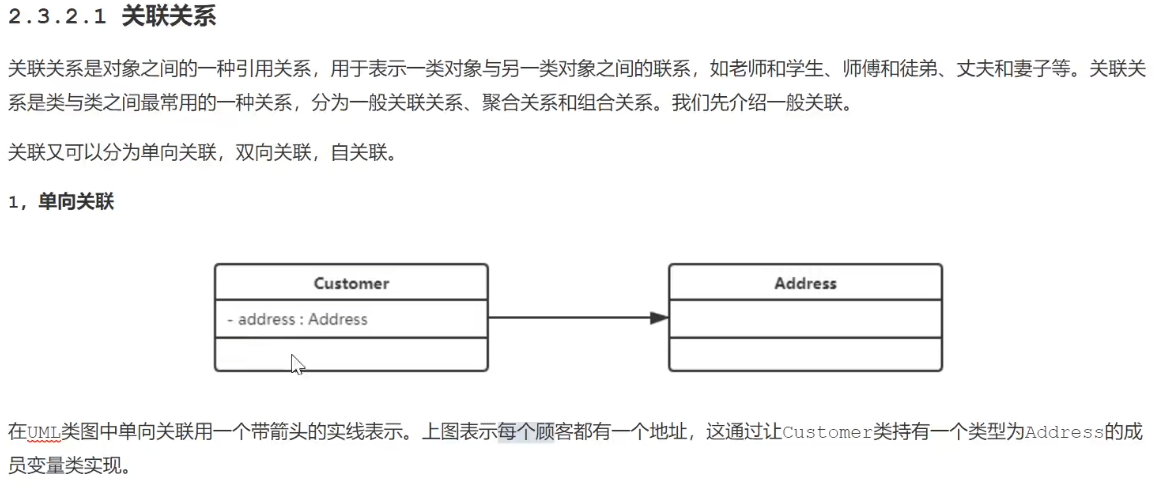 2.3.2.1 关联关系
关联关系是对象之间的一种引用关系，用于表示一类对象与另一类对象之间的联系，如老师和学生、师傅和徒弟、丈夫和妻子等。关联关
系是类与类之间最常用的一种关系，分为一般关联关系、聚合关系和组合关系。我们先介绍一般关联。
关联又可以分为单向关联，双向关联，自关联。
1，单向关联
Customer
Address
- address : Address
在UML类图中单向关联用一个带箭头的实线表示。上图表示每个顾客都有一个地址，这通过让Customer类持有一个类型为Address的成
员变量类实现。